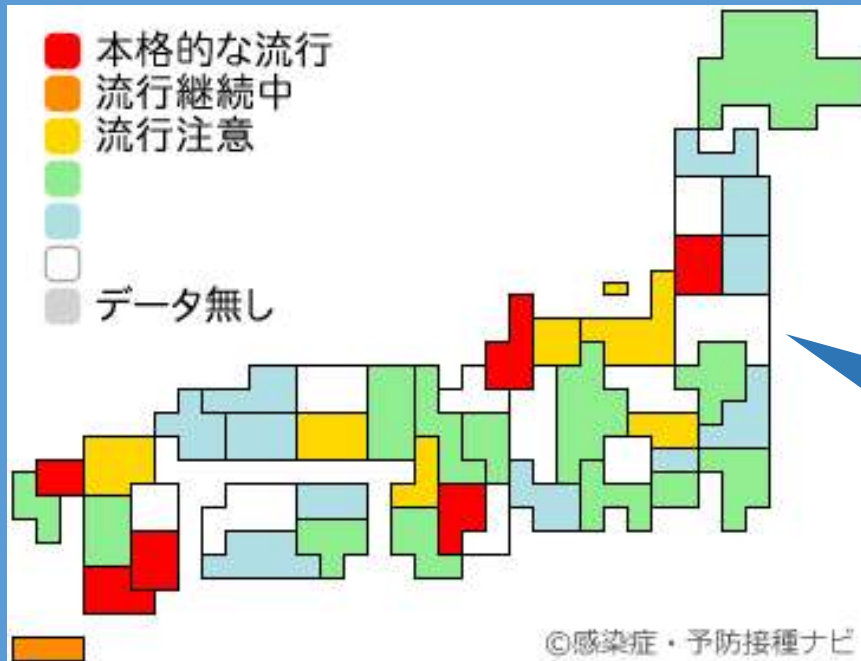 本格的な流行
流行継続中
流行注意
データ無し
©感染症・予防接種ナビ